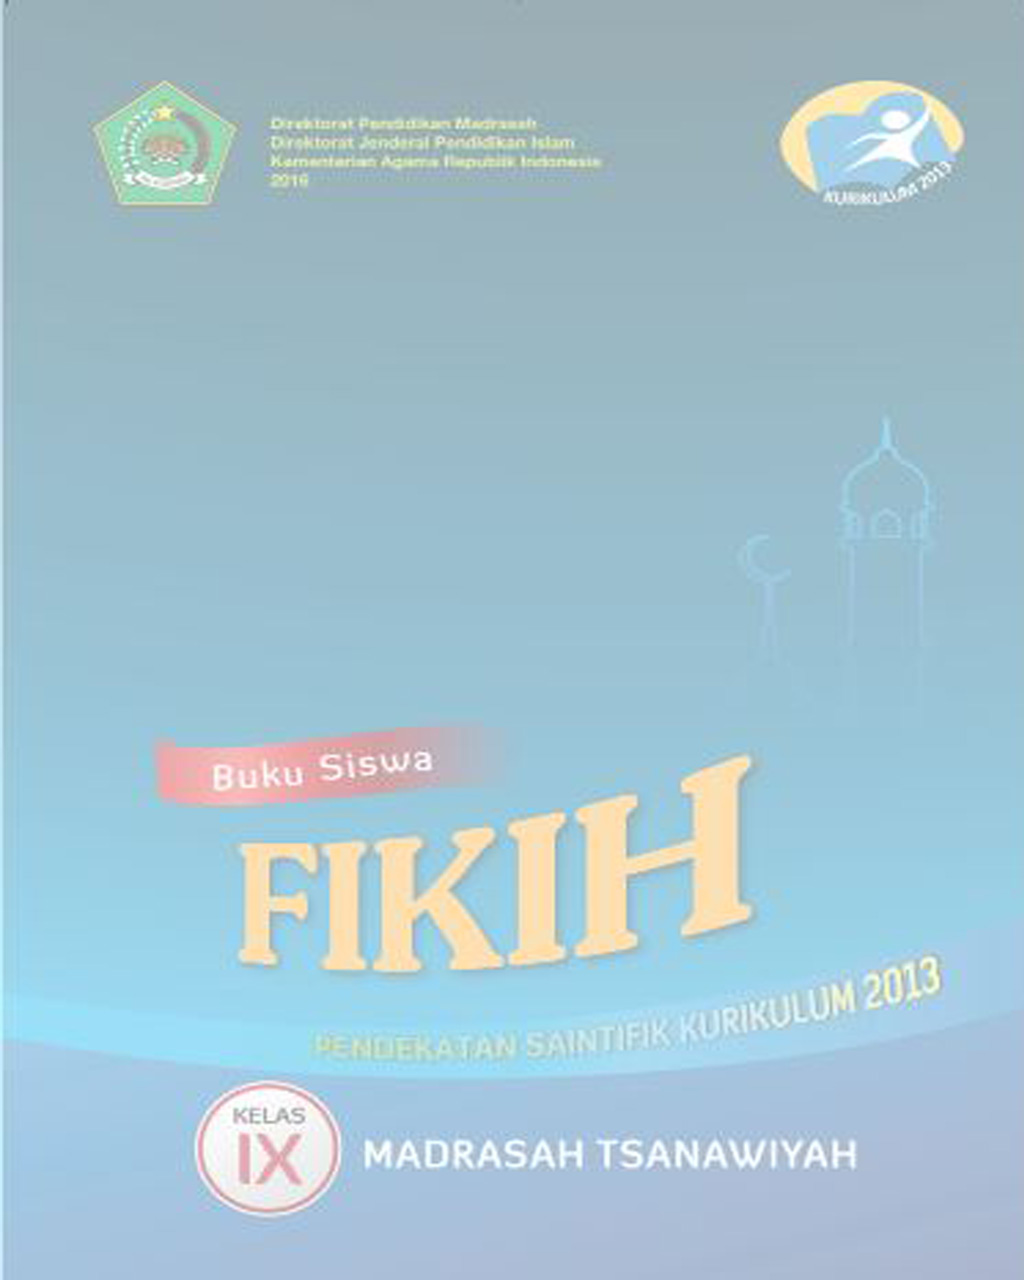 Direktorat Pendidikan Madrasah
Direktorat Jenderal Pendidikan Islam
Kementerian Agama Republik Indonesia
2016
KURIKULUM 2013
Buku Siswa
FIKIH
PENDEKATAN SAINTIFIK KURIKULUM 2013
KELAS
IX
MADRASAH TSANAWIYAH